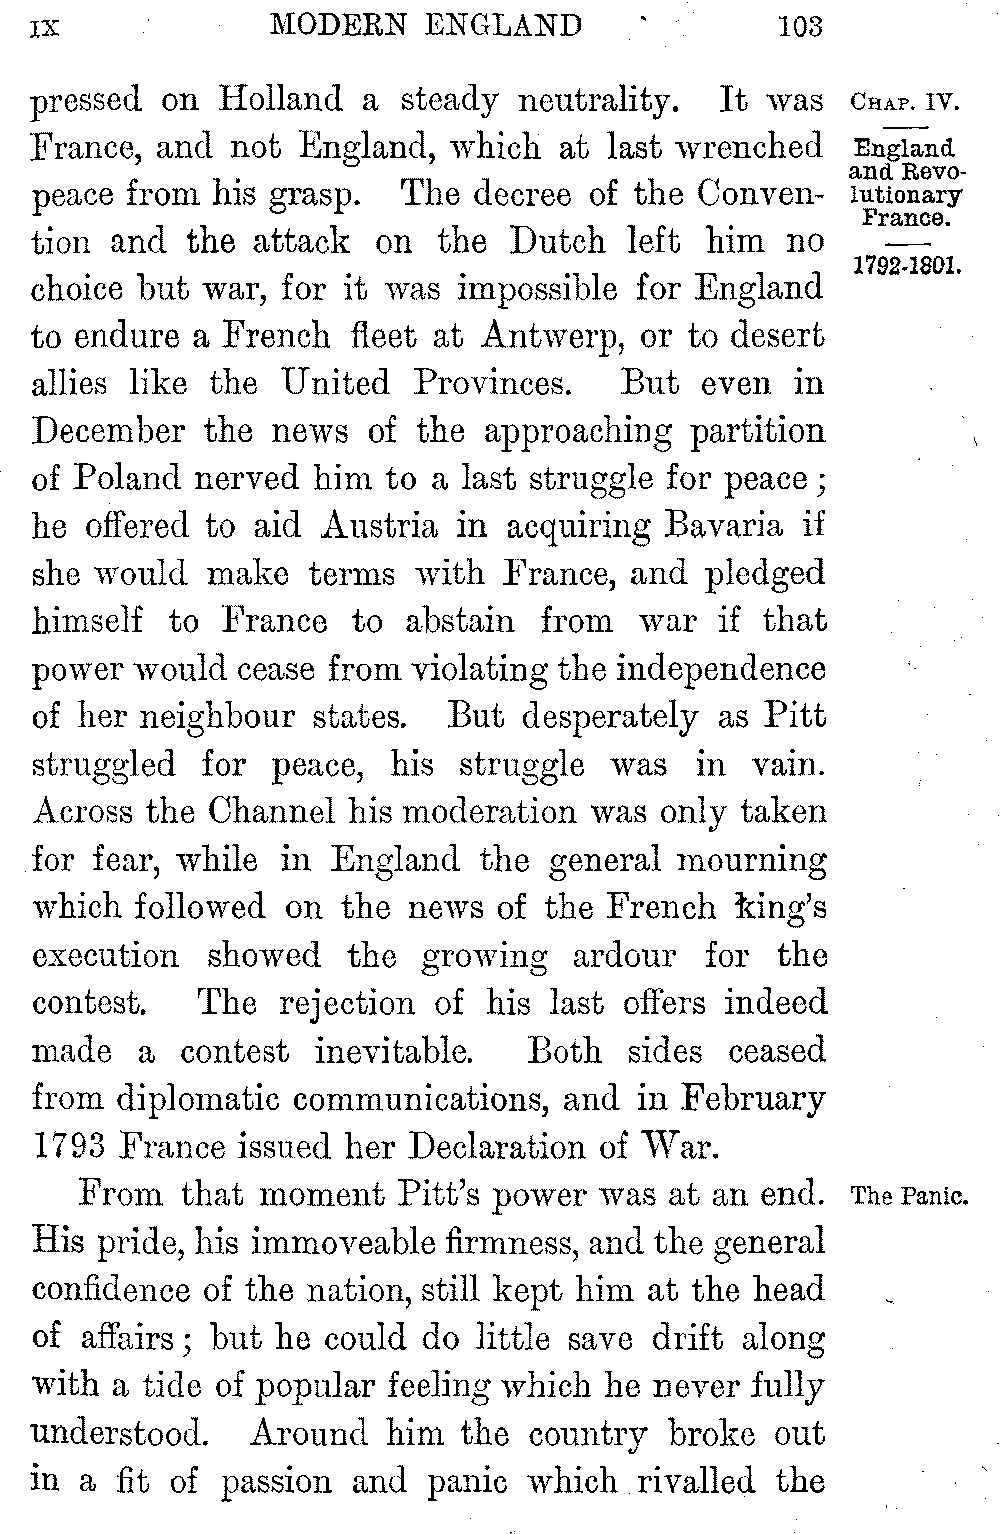 IX MODERN ENGLAND 103
pressed on Holland a steady neutrality. It was
France, and not England, which at last wrenched
peace from his grasp. The decree of the Conven-
tion and the attack on the Dutch left him no
choice but war, for it was impossible for England
to endure a French fleet at Antwerp, or to desert
allies like the United Provinces. But even in
December the news of the approaching partition
of Poland nerved him to a last struggle for peace;
he offered to aid Austria in acquiring Bavaria if
she would make terms with France, and pledged
himself to France to abstain from war if that
power would cease from violating the independence
of her neighbour states. But desperately as Pitt
struggled for peace, his struggle was in vain.
Across the Channel his moderation was only taken
for fear, while in England the general mourning
which followed on the news of the French king's
execution showed the growing ardour for the
contest. The rejection of his last offers indeed
made a contest inevitable. Both sides ceased
from diplomatic communications, and in February
1793 France issued her Declaration of War.
From that moment Pitt's power was at an end.
His pride, his immoveable firmness, and the general
confidence of the nation, still kept him at the head
of affairs; but he could do little save drift along
with a tide of popular feeling which he never fully
understood. Around him the country broke out
in a fit of passion and panic which rivalled the
CHAP. IV.
England
and Revo-
lutionary
France.
1792-1801.
The Panic.